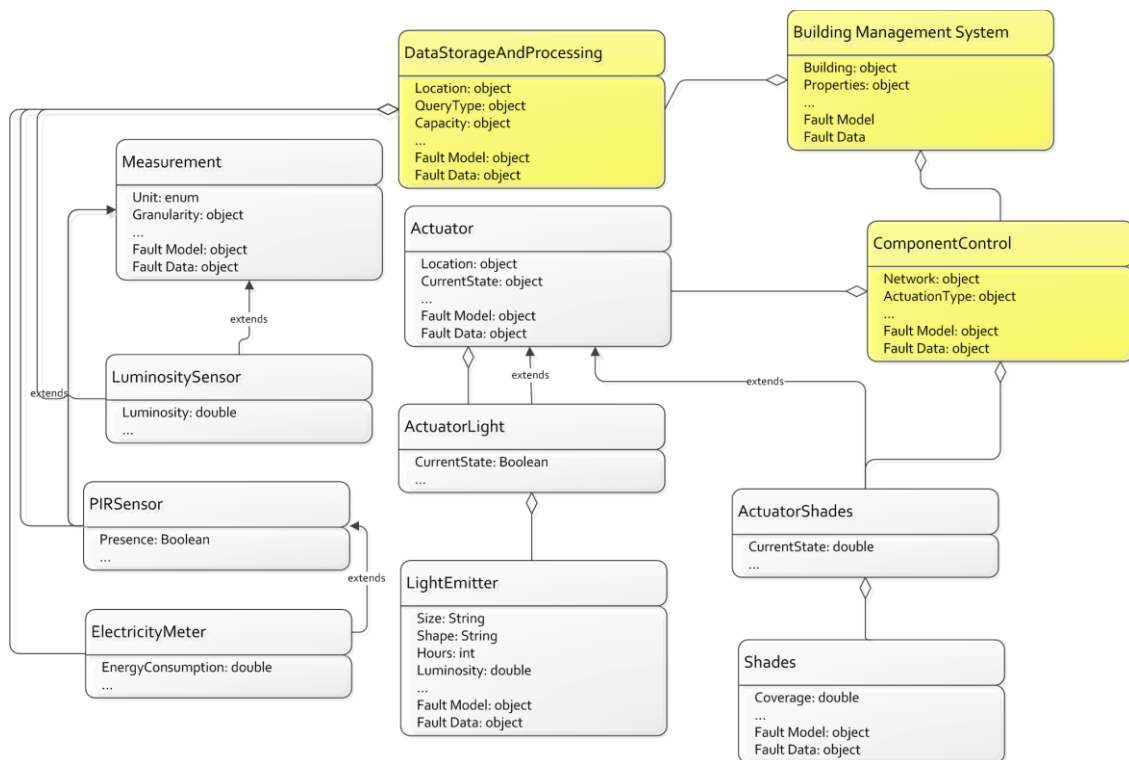 Building Management System
Building: object
Properties: object
...
Fault Model
Fault Data
DataStorageAndProcessing
Location: object
QueryType: object
Capacity: object
...
Fault Model: object
Fault Data: object
Measurement
Unit: enum
Granularity: object
...
Fault Model: object
Fault Data: object
Actuator
Location: object
CurrentState: object
...
Fault Model: object
Fault Data: object
ComponentControl
Network: object
ActuationType: object
...
Fault Model: object
Fault Data: object
extends
extends
extends
extends
LuminositySensor
Luminosity: double
...
ActuatorLight
CurrentState: Boolean
...
PIRSensor
Presence: Boolean
...
ActuatorShades
CurrentState: double
...
extends
LightEmitter
Size: String
Shape: String
Hours: int
Luminosity: double
...
Fault Model: object
Fault Data: object
ElectricityMeter
EnergyConsumption: double
...
Shades
Coverage: double
...
Fault Model: object
Fault Data: object